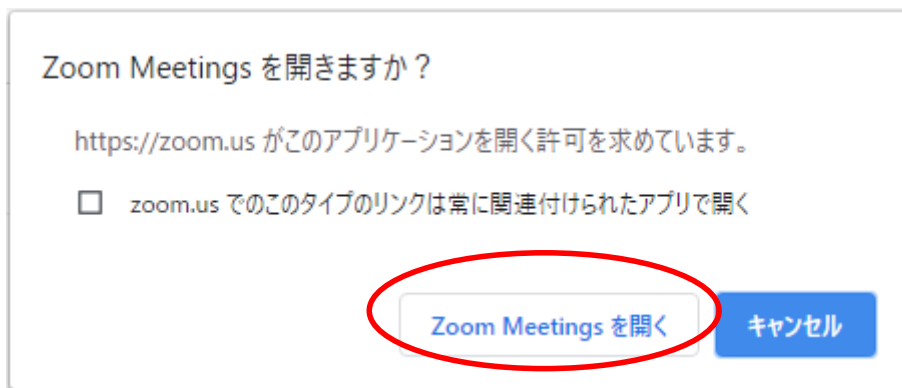 Zoom Meetings を開きますか？
https://zoom.us がこのアプリケーションを開く許可を求めています。
zoom.us でのこのタイプのリンクは常に関連付けられたアプリで開く
Zoom Meetings を開く
キャンセル